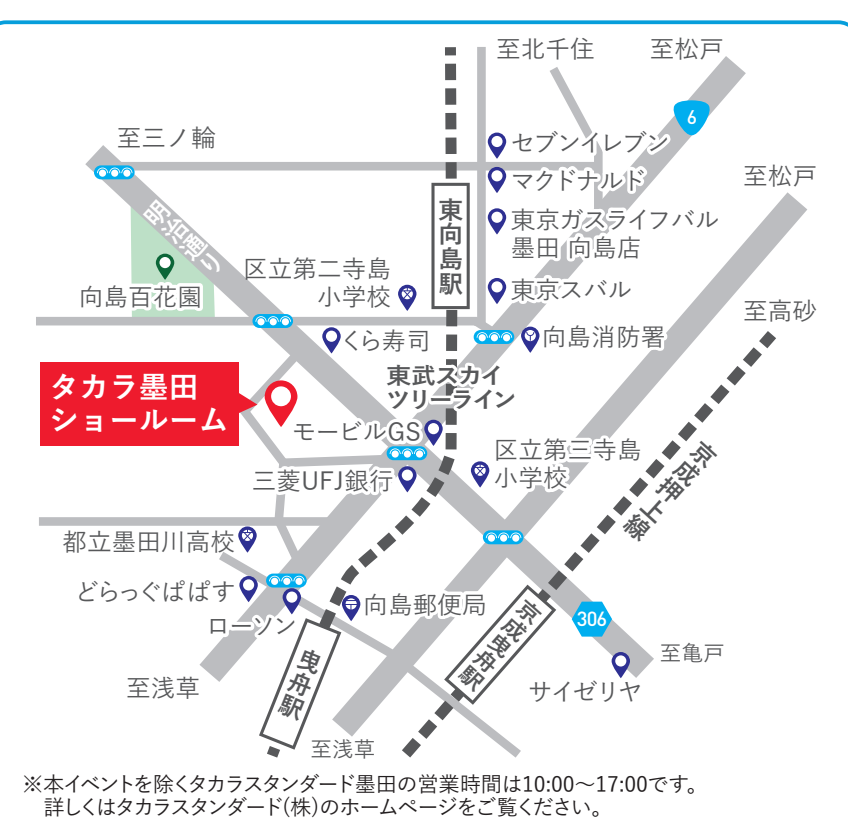 至北千住
至松戸
6
至三ノ輪
セブンイレブン
マクドナルド
至松戸
明治通り
東向島駅
東京ガスライフバル
墨田 向島店
区立第二寺島
小学校
向島百花園
東京スバル
至高砂
くら寿司
向島消防署
タカラ墨田
ショールーム
東武スカイ
ツリーライン
モービルGS
区立第三寺島
小学校
三菱UFJ銀行
京成押上線
都立墨田川高校
どらっぐぱぱす
ローソン
向島郵便局
京成曳舟駅
306
曳舟駅
至亀戸
至浅草
サイゼリヤ
至浅草
※本イベントを除くタカラスタンダード墨田の営業時間は10:00〜17:00です。
詳しくはタカラスタンダード(株)のホームページをご覧ください。